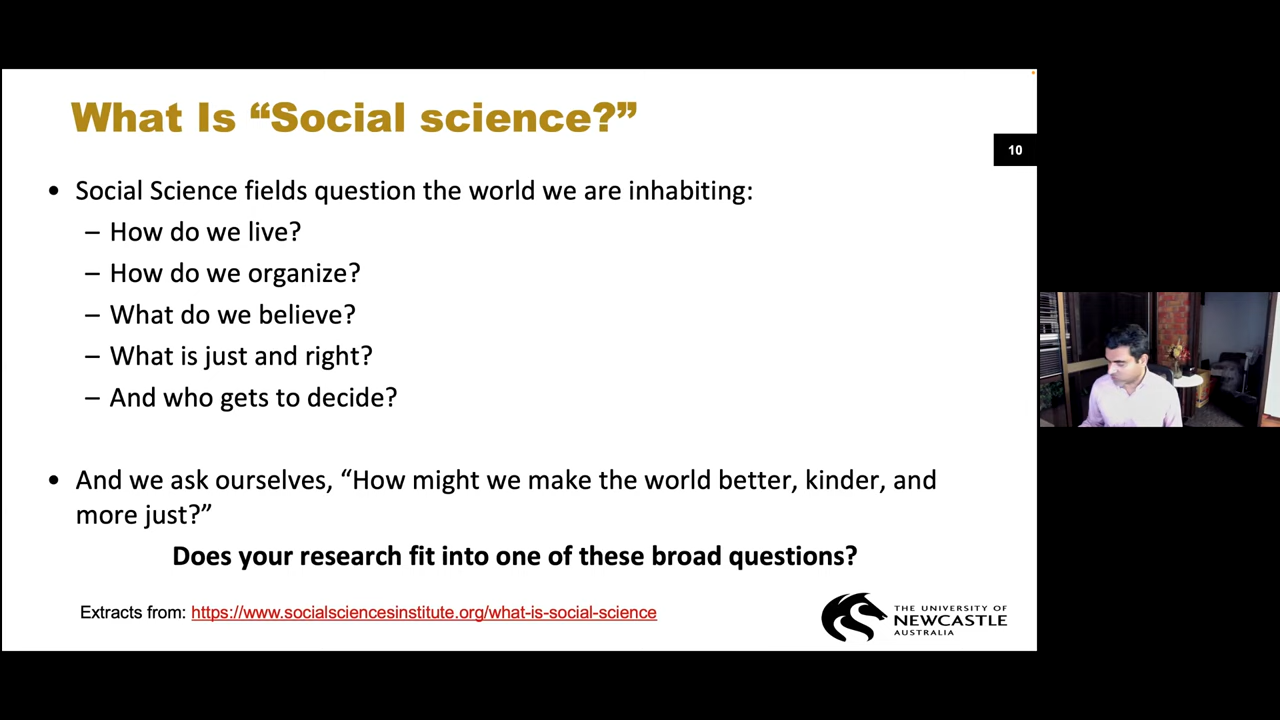 What Is “Social science?”
10
• Social Science fields question the world we are inhabiting:
– How do we live?
– How do we organize?
– What do we believe?
– What is just and right?
– And who gets to decide?
• And we ask ourselves, “How might we make the world better, kinder, and
more just?”
Does your research fit into one of these broad questions?
Extracts from: https://www.socialsciencesinstitute.org/what-is-social-science
THE UNIVERSITY OF
NEWCASTLE
AUSTRALIA